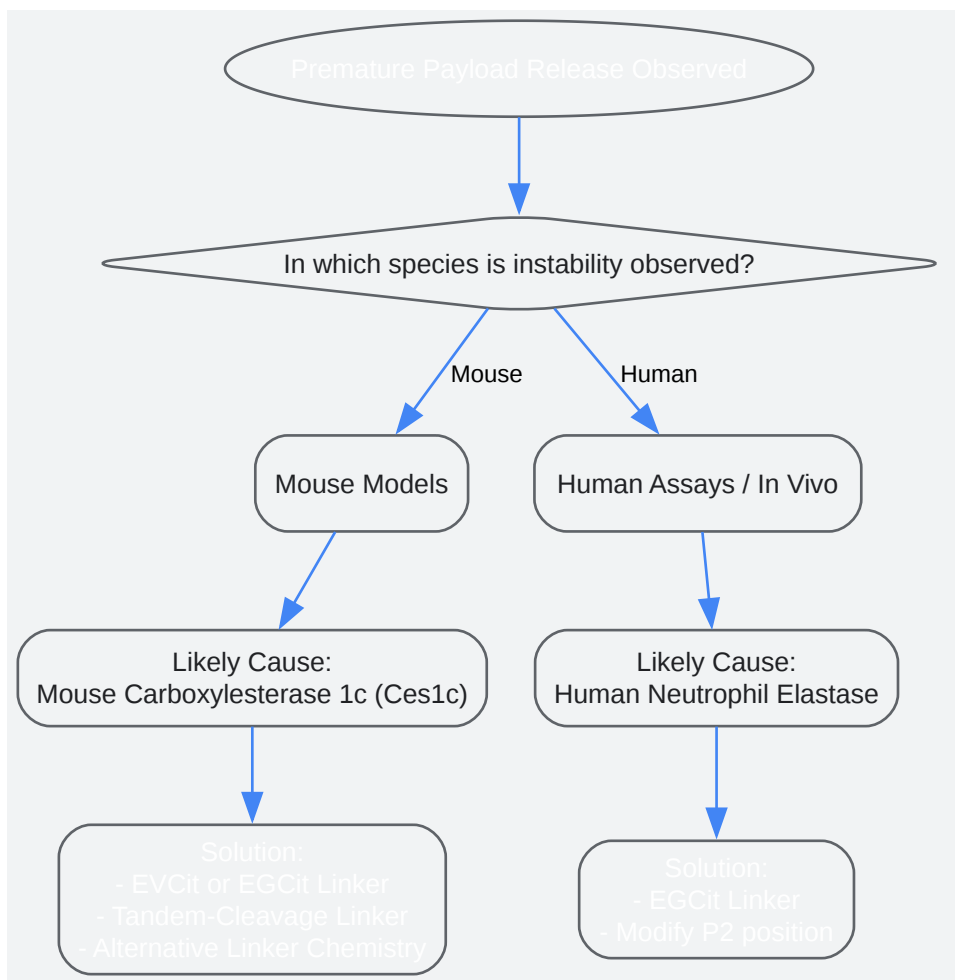 Premature Payload Release Observed
In which species is instability observed?
Mouse
Human
Mouse Models
Human Assays / In Vivo
Likely Cause:
Mouse Carboxylesterase 1c (Ces1c)
Likely Cause:
Human Neutrophil Elastase
Solution:
- EVCit or EGCit Linker
- Tandem-Cleavage Linker
- Alternative Linker Chemistry
Solution:
- EGCit Linker
- Modify P2 position